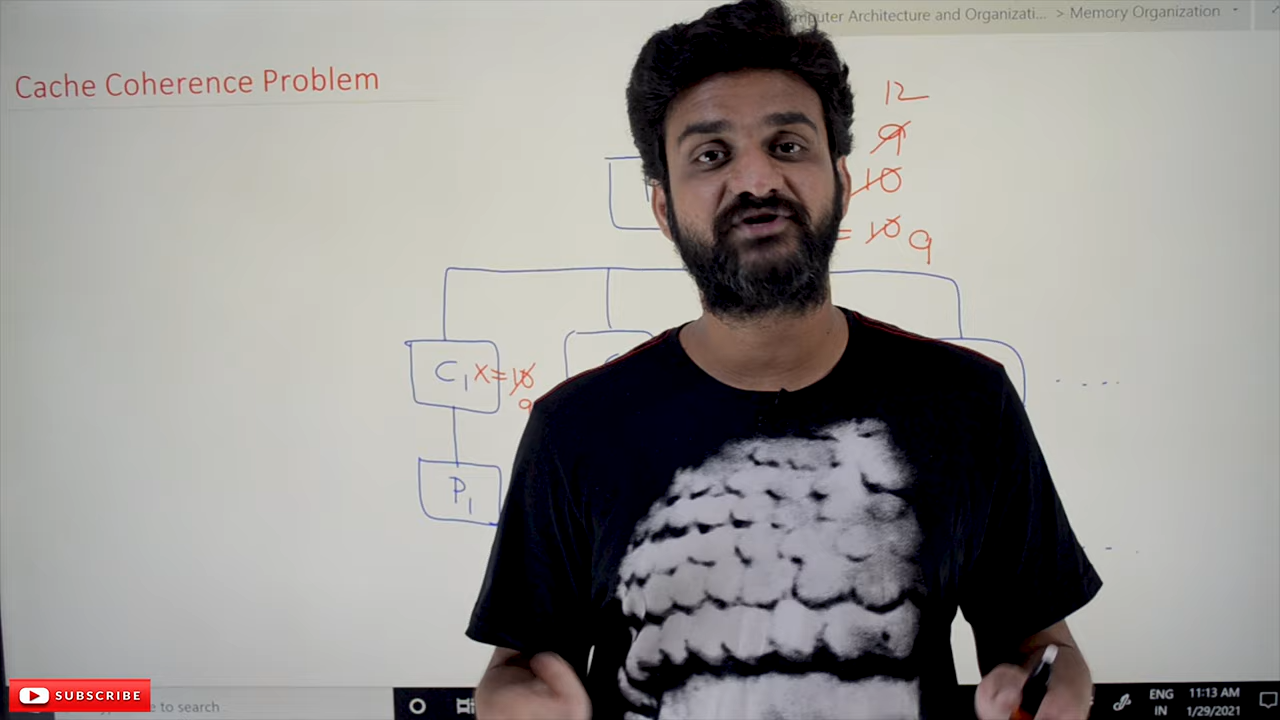 omputer Architecture and Organizati... > Memory Organization
Cache Coherence Problem
12
9
10
= 10 9
C1 X=10
9
P1
SUBSCRIBE
to search
ENG
IN
11:13 AM
1/29/2021